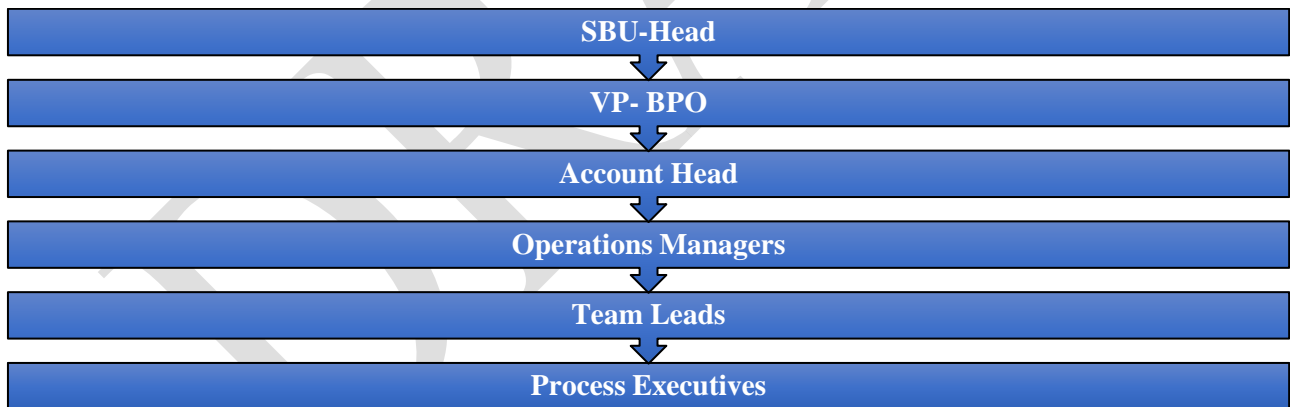 SBU-Head
VP- BPO
Account Head
Operations Managers
Team Leads
Process Executives